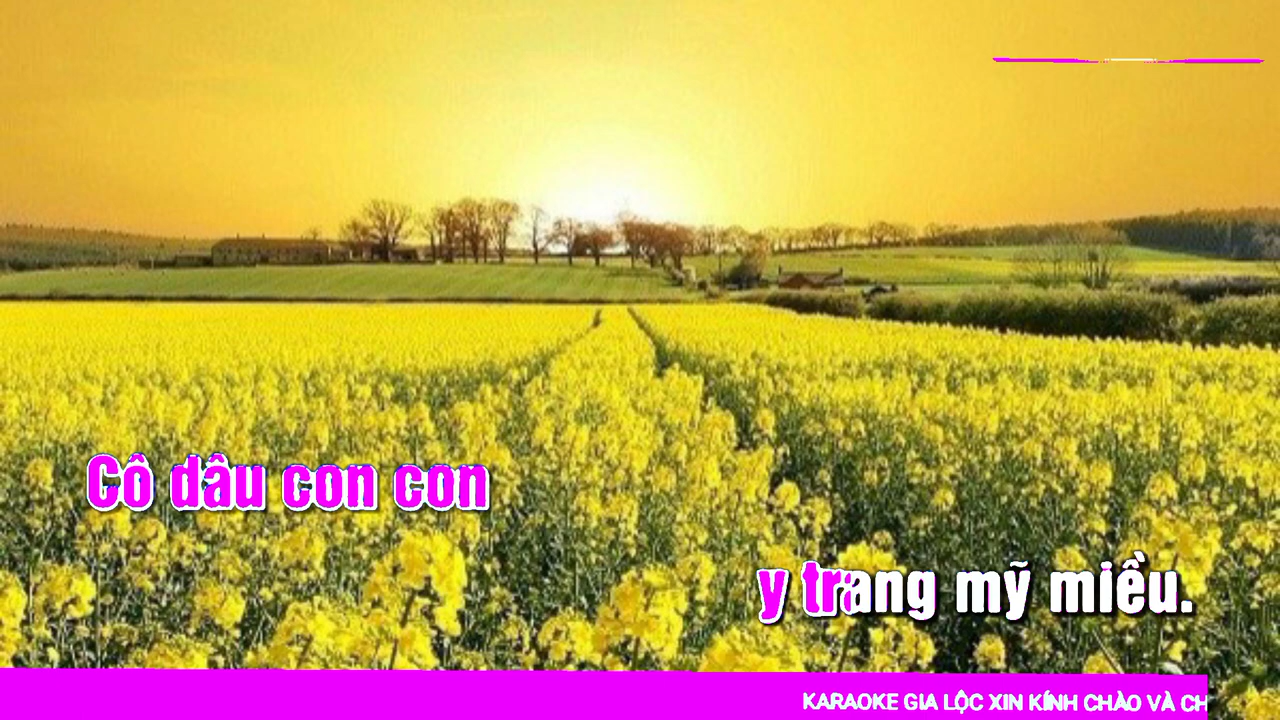 Cô dâu con con
y trang mỹ miều.
KARAOKE GIA LỘC XIN KÍNH CHÀO VÀ CH